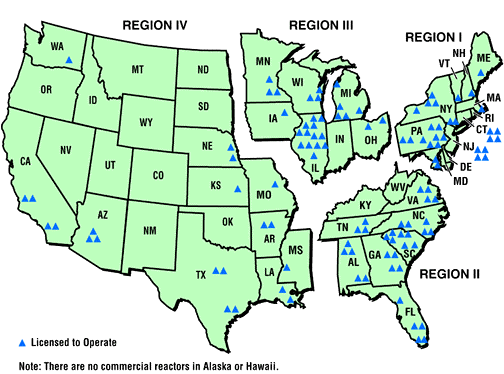 REGION IV
REGION III
REGION I
NH
VT
ME
WA
MT
ND
MN
WI
MI
MA
OR
ID
SD
NY
RI
WY
IA
PA
CT
NE
IN
OH
NJ
CA
NV
UT
CO
IL
DE
MD
KS
MO
WV
VA
KY
AZ
NM
OK
AR
TN
NC
MS
AL
GA
SC
TX
LA
REGION II
FL
Licensed to Operate
Note: There are no commercial reactors in Alaska or Hawaii.